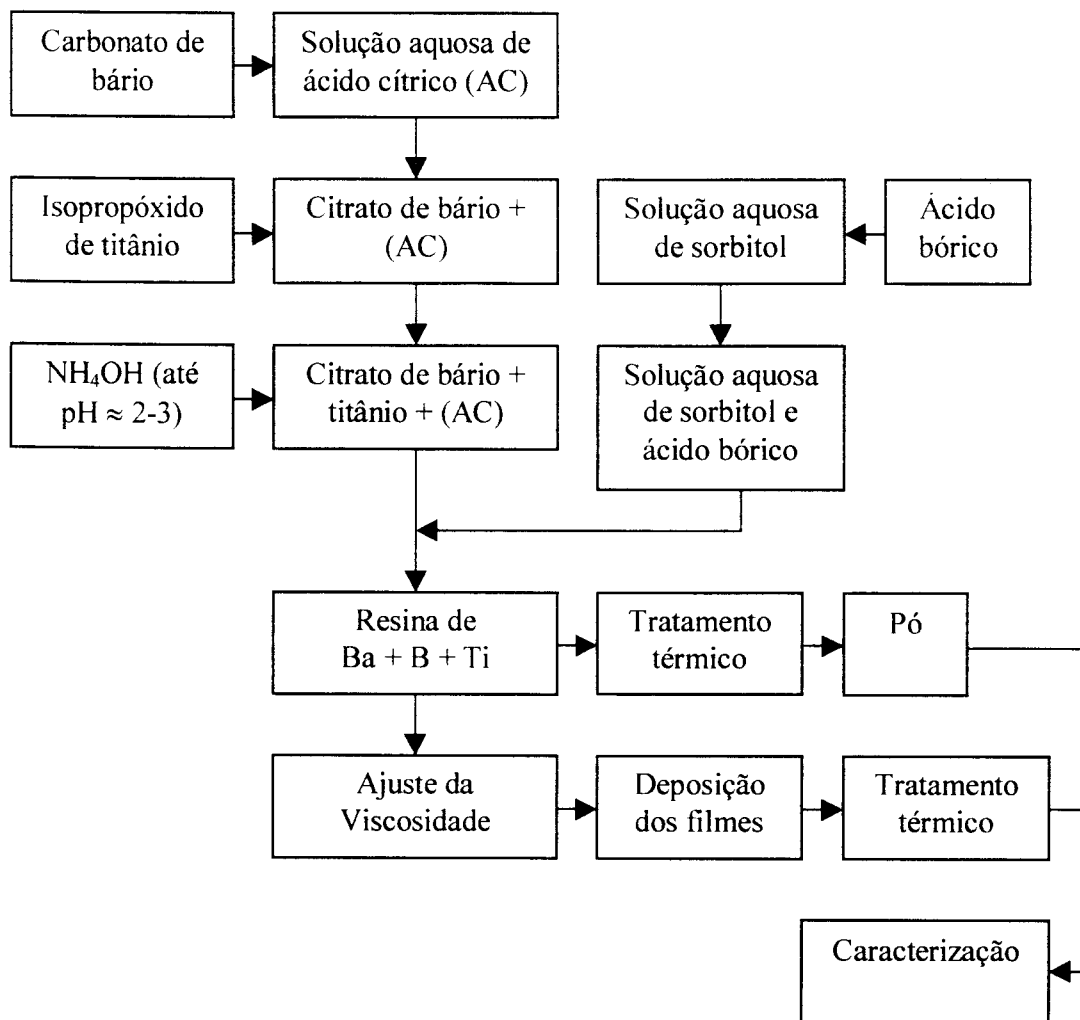 Carbonato de
bário
Solução aquosa de
ácido cítrico (AC)
Isopropóxido
de titânio
Citrato de bário +
(AC)
Solução aquosa
de sorbitol
Ácido
bórico
NH₄OH (até
pH ≈ 2-3)
Citrato de bário +
titânio + (AC)
Solução aquosa
de sorbitol e
ácido bórico
Resina de
Ba + B + Ti
Tratamento
térmico
Pó
Ajuste da
Viscosidade
Deposição
dos filmes
Tratamento
térmico
Caracterização